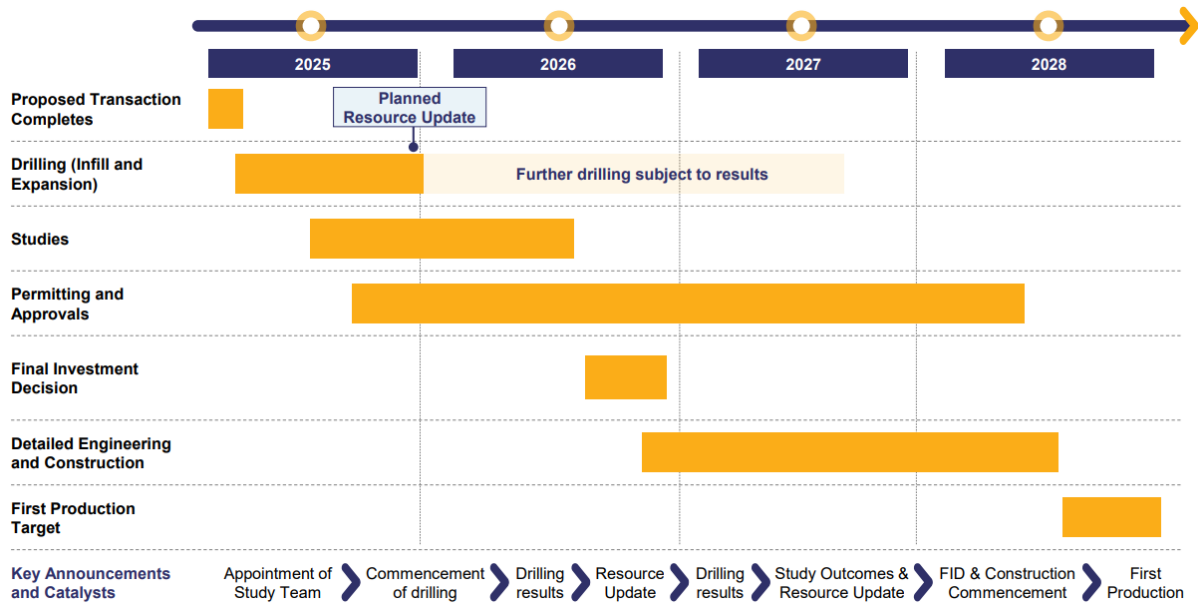 2025
2026
2027
2028
Proposed Transaction
Completes
Planned
Resource Update
Drilling (Infill and
Expansion)
Further drilling subject to results
Studies
Permitting and
Approvals
Final Investment
Decision
Detailed Engineering
and Construction
First Production
Target
Key Announcements
and Catalysts
Appointment of
Study Team
Commencement
of drilling
Drilling
results
Resource
Update
Drilling
results
Study Outcomes &
Resource Update
FID & Construction
Commencement
First
Production